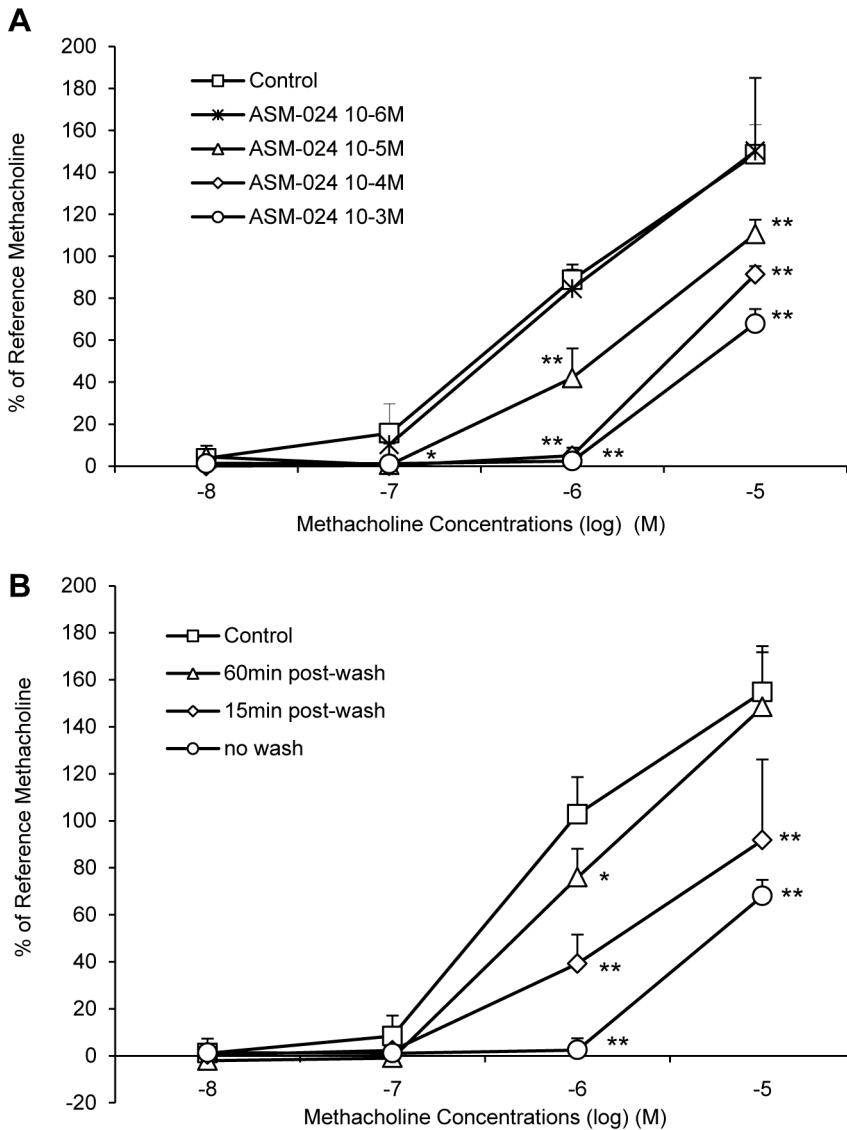 A
200
180
160
140
120
100
80
60
40
20
0
% of Reference Methacholine
Control
ASM-024 10-6M
ASM-024 10-5M
ASM-024 10-4M
ASM-024 10-3M
**
**
**
**
**
*
**
-8 -7 -6 -5
Methacholine Concentrations (log) (M)
B
200
180
160
140
120
100
80
60
40
20
0
-20
% of Reference Methacholine
Control
60min post-wash
15min post-wash
no wash
**
*
**
**
**
-8 -7 -6 -5
Methacholine Concentrations (log) (M)